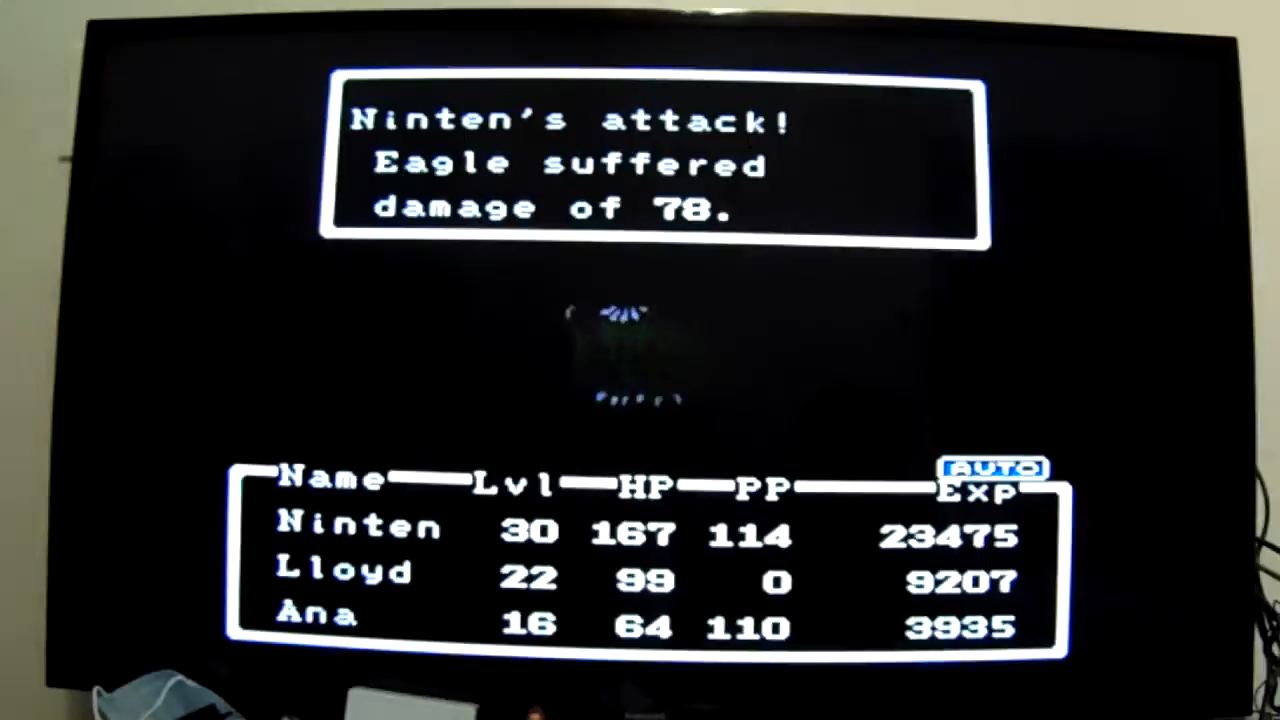 Ninten's attack!
Eagle suffered
damage of 78.
AUTO
Name Lvl HP PP Exp
Ninten 30 167 114 23475
Lloyd 22 99 0 9207
Ana 16 64 110 3935